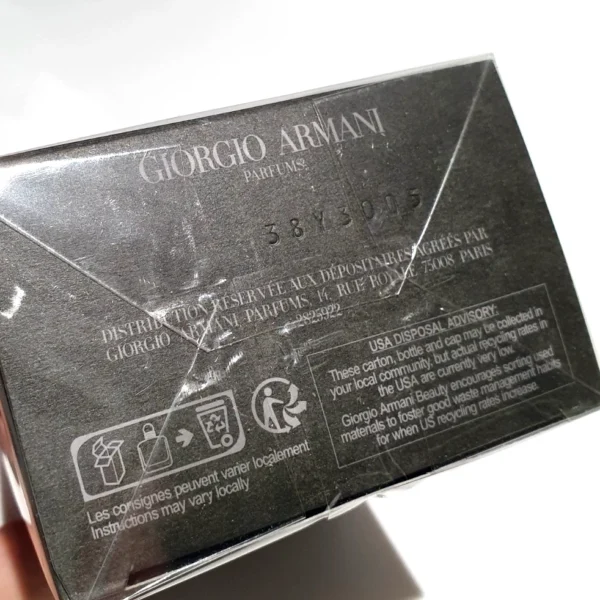 GIORGIO ARMANI
PARFUMS
38Y3005
DISTRIBUTION RÉSERVÉE AUX DÉPOSITAIRES AGRÉÉS PAR
GIORGIO ARMANI PARFUMS, 14, RUE ROYALE 75008 PARIS
USA DISPOSAL ADVISORY:
These carton, bottle and cap may be collected in
your local community, but actual recycling rates in
the USA are currently very low.
Giorgio Armani Beauty encourages sorting used
materials to foster good waste management habits
for when US recycling rates increase.
Les consignes peuvent varier localement
Instructions may vary locally